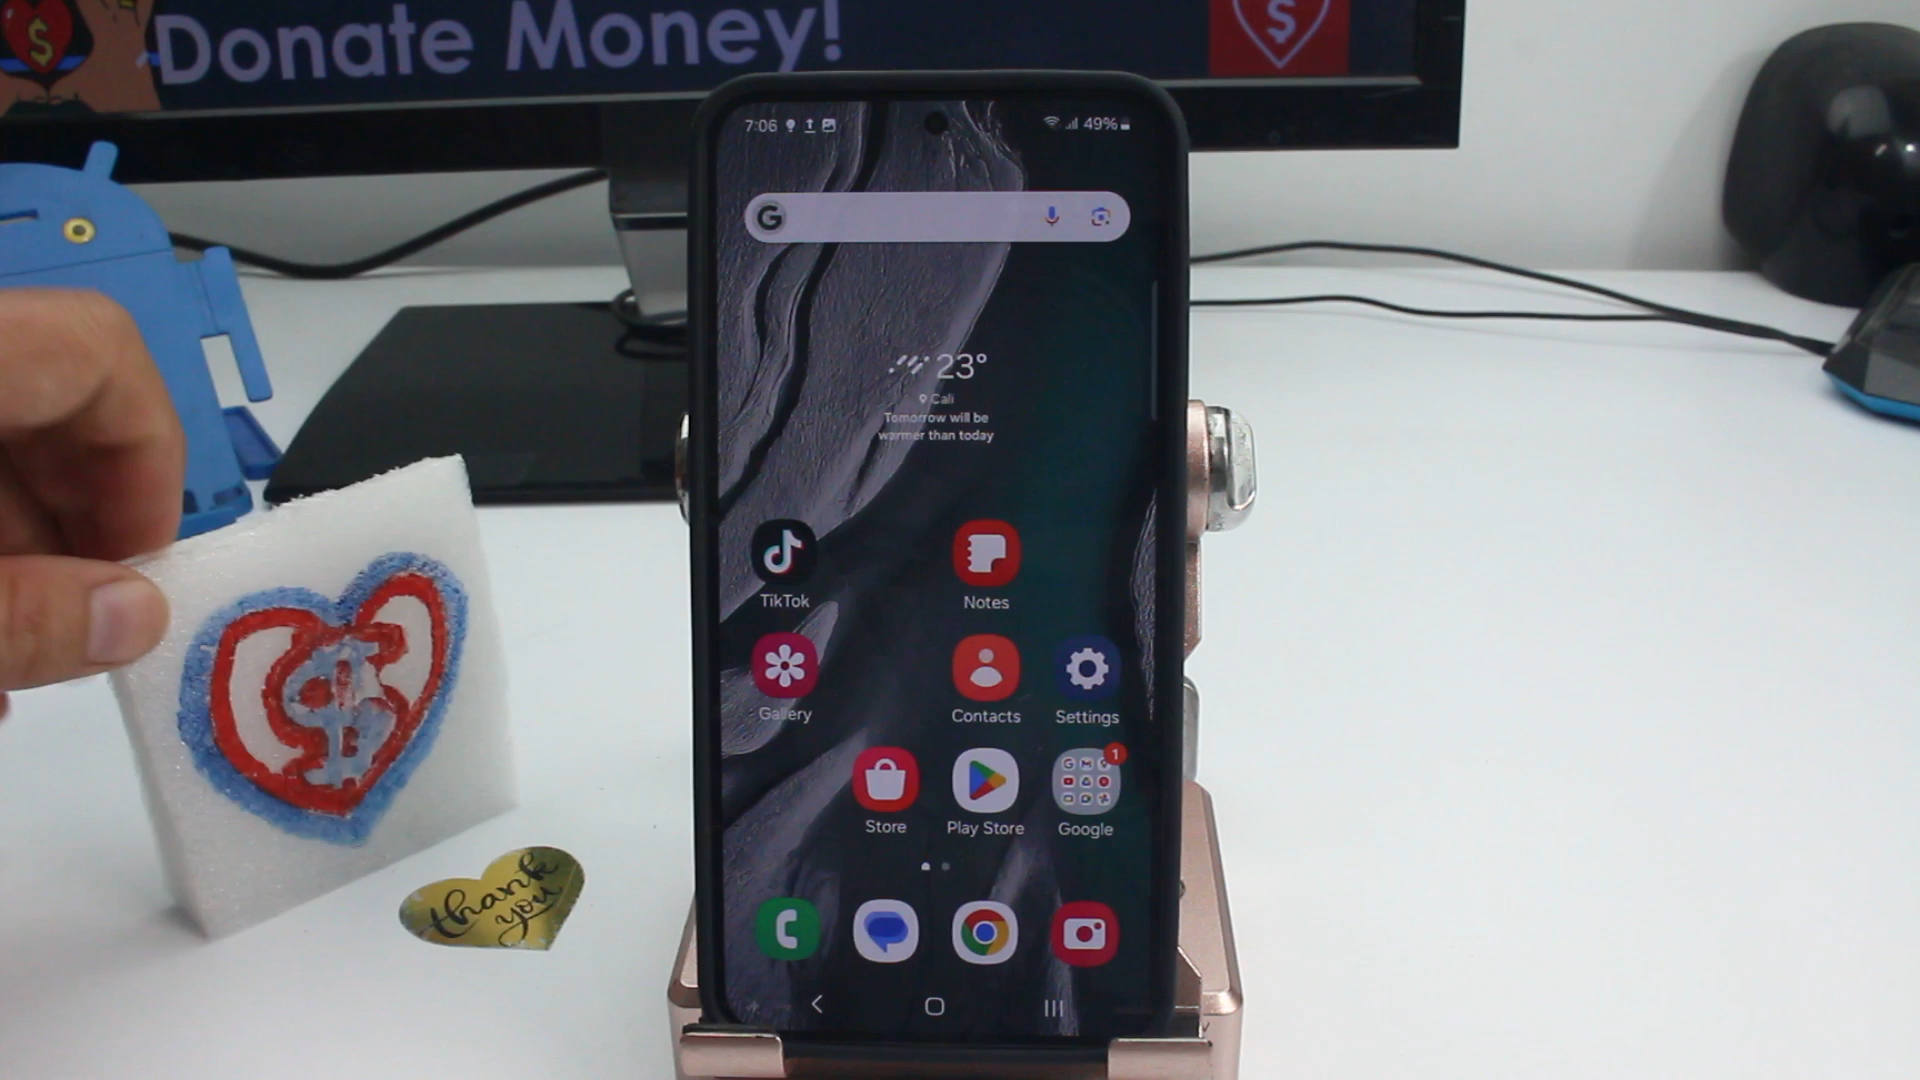 Donate Money!
$
$
7:06
49%
G
23°
Cali
Tomorrow will be
warmer than today
TikTok
Notes
Gallery
Contacts
Settings
1
Store
Play Store
Google
$
thank
you